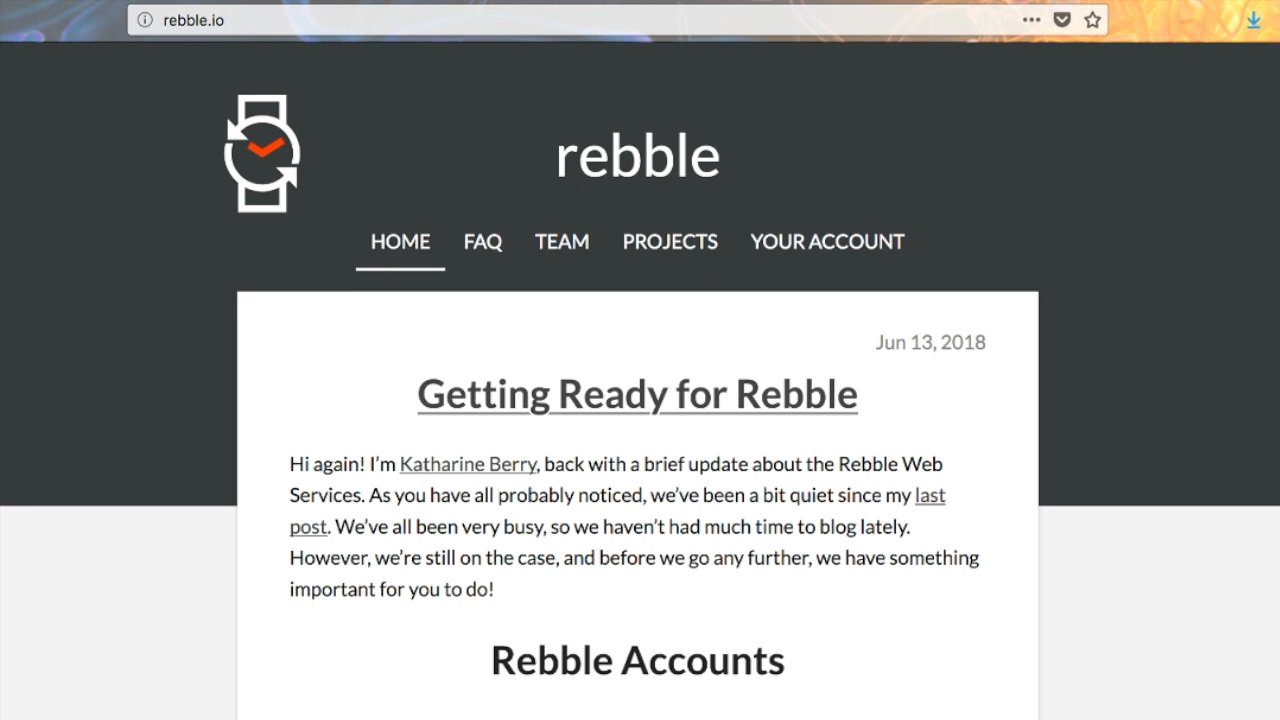 rebble.io
rebble
HOME FAQ TEAM PROJECTS YOUR ACCOUNT
Jun 13, 2018
Getting Ready for Rebble
Hi again! I’m Katharine Berry, back with a brief update about the Rebble Web
Services. As you have all probably noticed, we’ve been a bit quiet since my last
post. We’ve all been very busy, so we haven’t had much time to blog lately.
However, we’re still on the case, and before we go any further, we have something
important for you to do!
Rebble Accounts